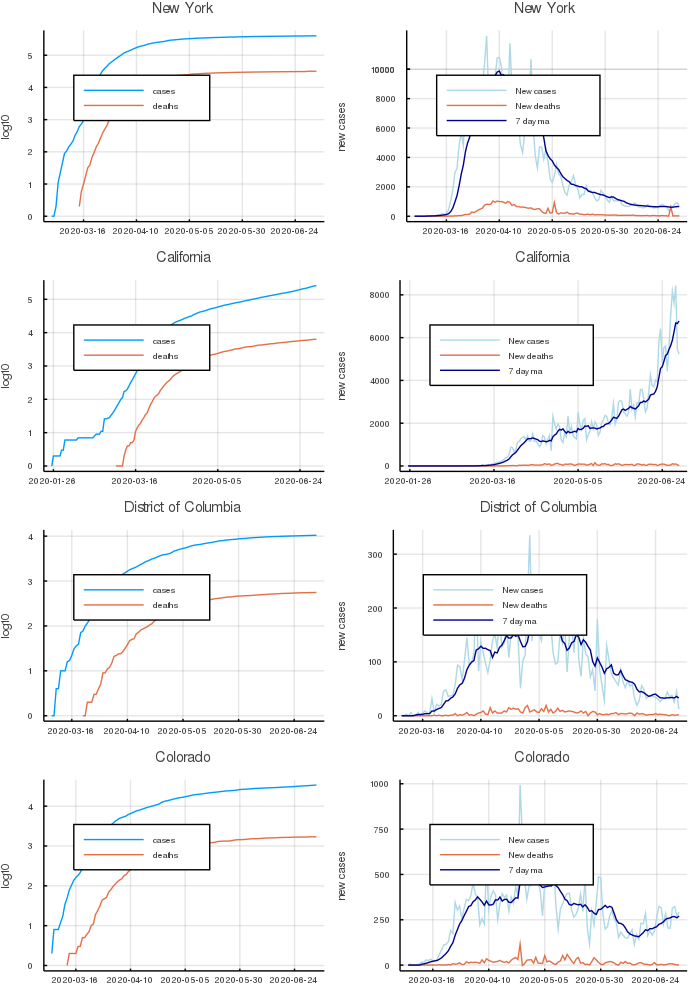 New York
5
4
3
2
1
0
log10
cases
deaths
2020-03-16 2020-04-10 2020-05-05 2020-05-30 2020-06-24
New York
10000
8000
6000
4000
2000
0
new cases
New cases
New deaths
7 day ma
2020-03-16 2020-04-10 2020-05-05 2020-05-30 2020-06-24
California
5
4
3
2
1
0
log10
cases
deaths
2020-01-26 2020-03-16 2020-05-05 2020-06-24
California
8000
6000
4000
2000
0
new cases
New cases
New deaths
7 day ma
2020-01-26 2020-03-16 2020-05-05 2020-06-24
District of Columbia
4
3
2
1
0
log10
cases
deaths
2020-03-16 2020-04-10 2020-05-05 2020-05-30 2020-06-24
District of Columbia
300
200
100
0
new cases
New cases
New deaths
7 day ma
2020-03-16 2020-04-10 2020-05-05 2020-05-30 2020-06-24
Colorado
4
3
2
1
0
log10
cases
deaths
2020-03-16 2020-04-10 2020-05-05 2020-05-30 2020-06-24
Colorado
1000
750
500
250
0
new cases
New cases
New deaths
7 day ma
2020-03-16 2020-04-10 2020-05-05 2020-05-30 2020-06-24